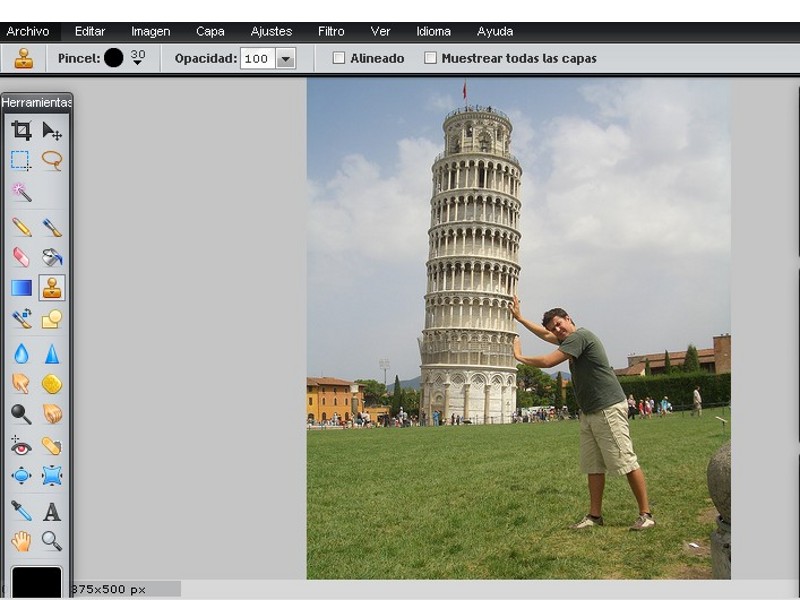 Archivo Editar Imagen Capa Ajustes Filtro Ver Idioma Ayuda
Pincel: 30 Opacidad: 100 Alineado Muestrear todas las capas
Herramientas
A
375x500 px